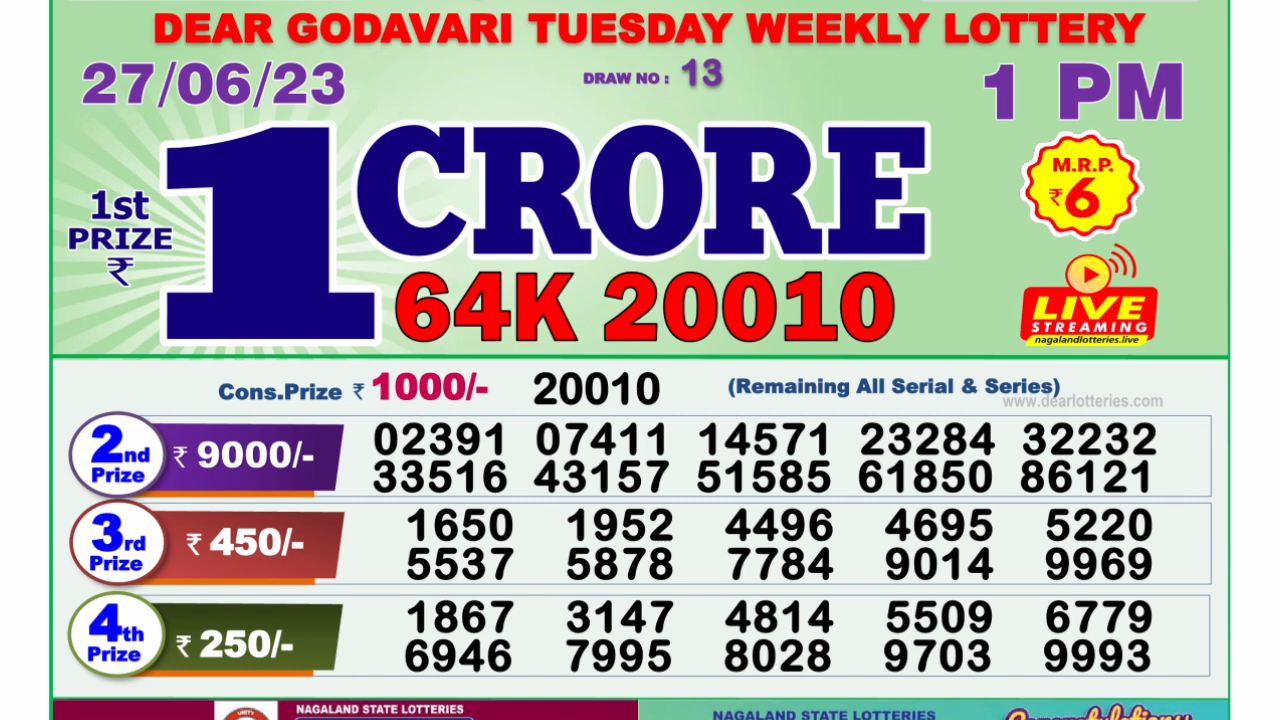 DEAR GODAVARI TUESDAY WEEKLY LOTTERY
27/06/23
DRAW NO : 13
1 PM
1st
PRIZE
₹
1 CRORE
64K 20010
M.R.P.
₹ 6
LIVE
STREAMING
nagalandlotteries.live
Cons.Prize ₹ 1000/- 20010 (Remaining All Serial & Series)
www.dearlotteries.com
2nd Prize ₹ 9000/-
02391 07411 14571 23284 32232
33516 43157 51585 61850 86121
3rd Prize ₹ 450/-
1650 1952 4496 4695 5220
5537 5878 7784 9014 9969
4th Prize ₹ 250/-
1867 3147 4814 5509 6779
6946 7995 8028 9703 9993
UNITY
NAGALAND STATE LOTTERIES
NAGALAND STATE LOTTERIES
Congratulations